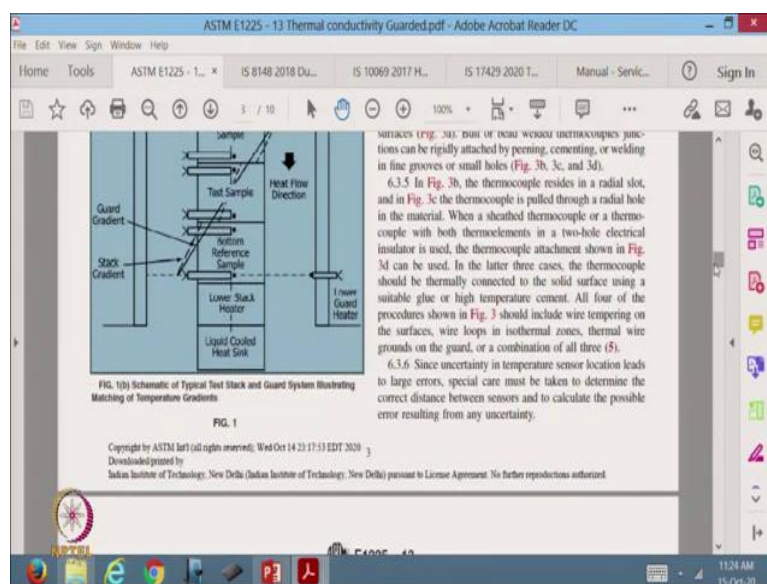 ASTM E1225 - 13 Thermal conductivity Guarded.pdf - Adobe Acrobat Reader DC
File Edit View Sign Window Help
Home Tools ASTM E1225 - 1... × IS 8148 2018 Du... IS 10069 2017 H... IS 17429 2020 T... Manual - Servic... Sign In
3 / 10 100%
Sample
Test Sample
Heat Flow
Direction
Guard
Gradient
Stack
Gradient
Bottom
Reference
Sample
Lower Stack
Heater
Lower
Guard
Heater
Liquid Cooled
Heat Sink
FIG. 1(b) Schematic of Typical Test Stack and Guard System Illustrating
Matching of Temperature Gradients
FIG. 1
surfaces (Fig. 3a). Butt or bead welded thermocouples junc-
tions can be rigidly attached by peening, cementing, or welding
in fine grooves or small holes (Fig. 3b, 3c, and 3d).
6.3.5 In Fig. 3b, the thermocouple resides in a radial slot,
and in Fig. 3c the thermocouple is pulled through a radial hole
in the material. When a sheathed thermocouple or a thermo-
couple with both thermoelements in a two-hole electrical
insulator is used, the thermocouple attachment shown in Fig.
3d can be used. In the latter three cases, the thermocouple
should be thermally connected to the solid surface using a
suitable glue or high temperature cement. All four of the
procedures shown in Fig. 3 should include wire tempering on
the surfaces, wire loops in isothermal zones, thermal wire
grounds on the guard, or a combination of all three (5).
6.3.6 Since uncertainty in temperature sensor location leads
to large errors, special care must be taken to determine the
correct distance between sensors and to calculate the possible
error resulting from any uncertainty.
Copyright by ASTM Int'l (all rights reserved); Wed Oct 14 23:17:53 EDT 2020
3
Downloaded/printed by
Indian Institute of Technology, New Delhi (Indian Institute of Technology, New Delhi) pursuant to License Agreement. No further reproductions authorized.
E1225 - 13
NPTEL
11:24 AM
15-Oct-20